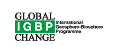 GLOBAL
IGBP
CHANGE
International
Geosphere-Biosphere
Programme